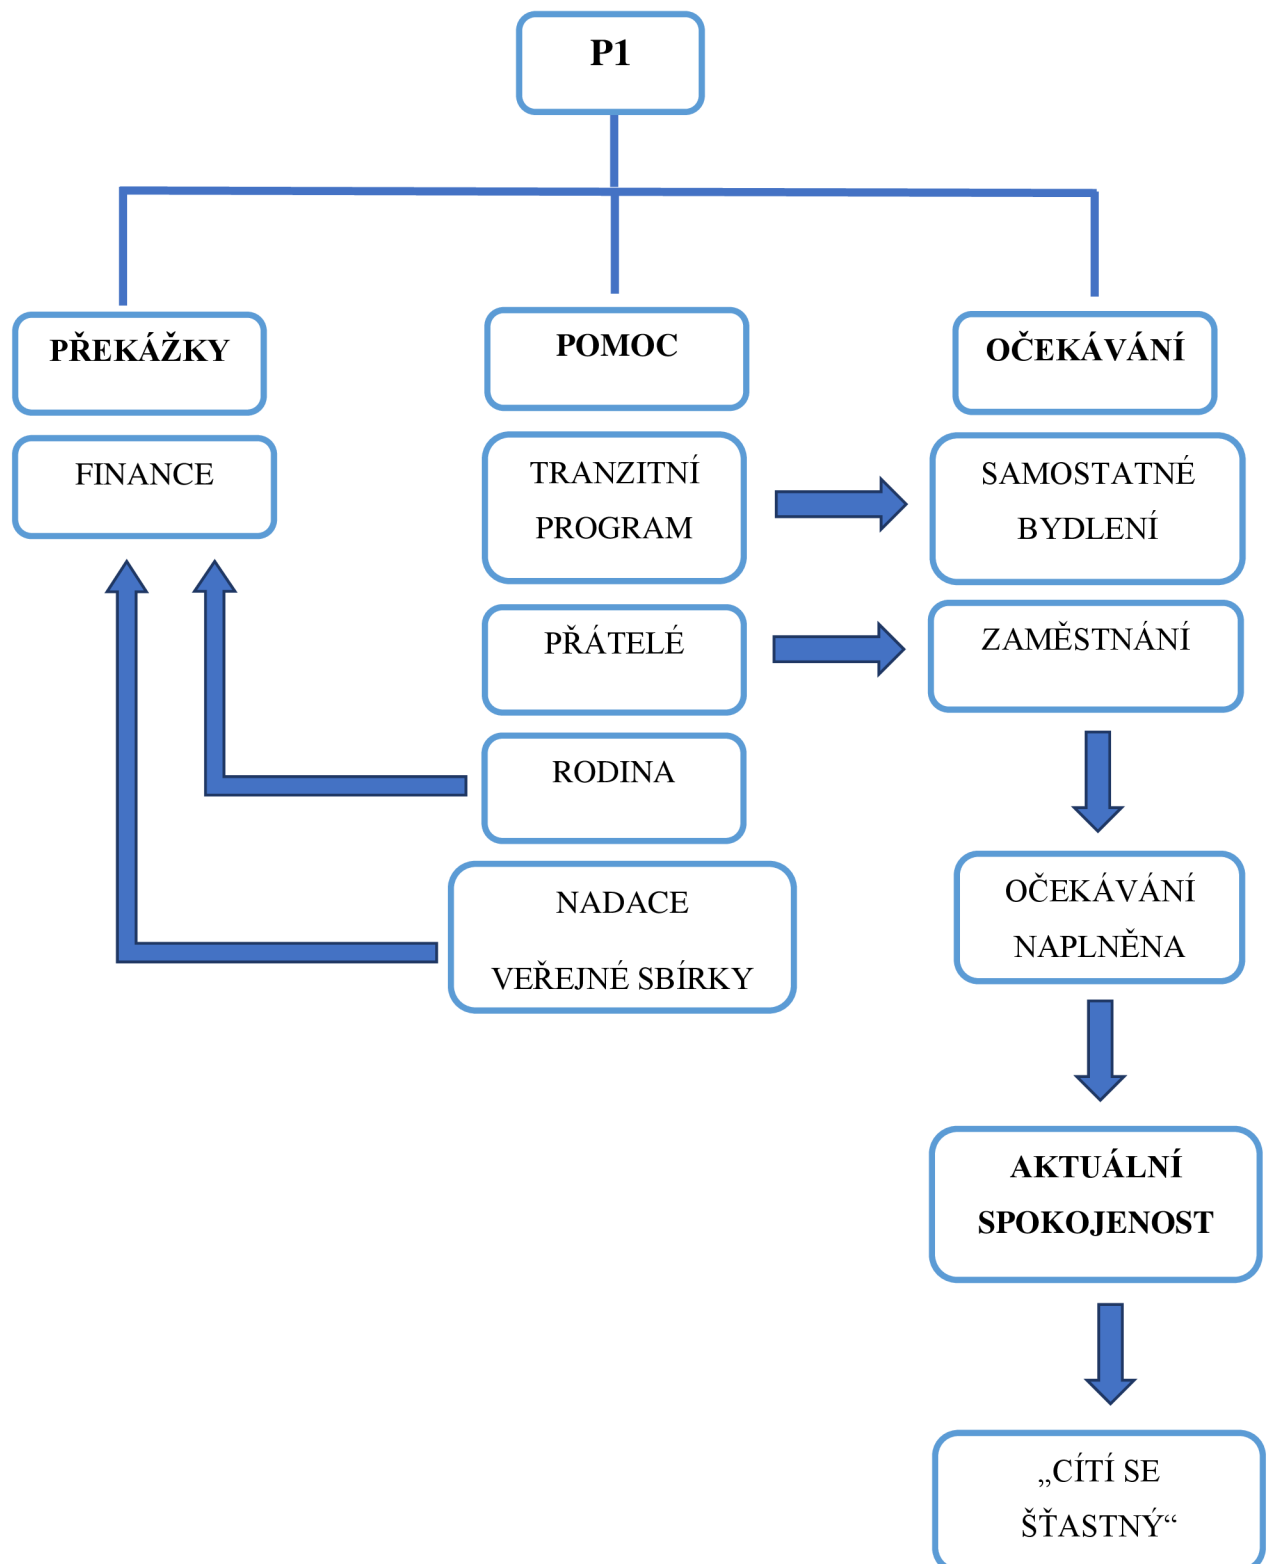 P1
PŘEKÁŽKY
FINANCE
POMOC
TRANZITNÍ
PROGRAM
PŘÁTELÉ
RODINA
NADACE
VEŘEJNÉ SBÍRKY
OČEKÁVÁNÍ
SAMOSTATNÉ
BYDLENÍ
ZAMĚSTNÁNÍ
OČEKÁVÁNÍ
NAPLNĚNA
AKTUÁLNÍ
SPOKOJENOST
„CÍTÍ SE
ŠŤASTNÝ“